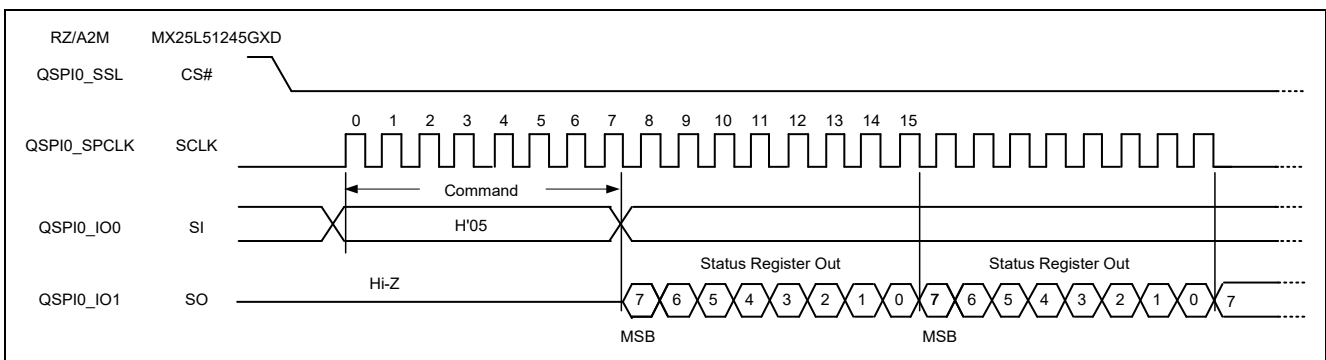 RZ/A2M MX25L51245GXD
QSPI0_SSL CS#
0 1 2 3 4 5 6 7 8 9 10 11 12 13 14 15
QSPI0_SPCLK SCLK
Command
QSPI0_IO0 SI H'05
Status Register Out Status Register Out
Hi-Z
QSPI0_IO1 SO 7 6 5 4 3 2 1 0 7 6 5 4 3 2 1 0 7
MSB MSB